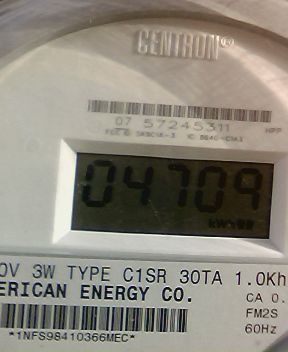 CENTRON®
07 57245311 HPP
04709
0V 3W TYPE C1SR 30TA 1.0Kh
ERICAN ENERGY CO.
CA 0.
FM2S
60Hz
*1NFS98410366MEC*